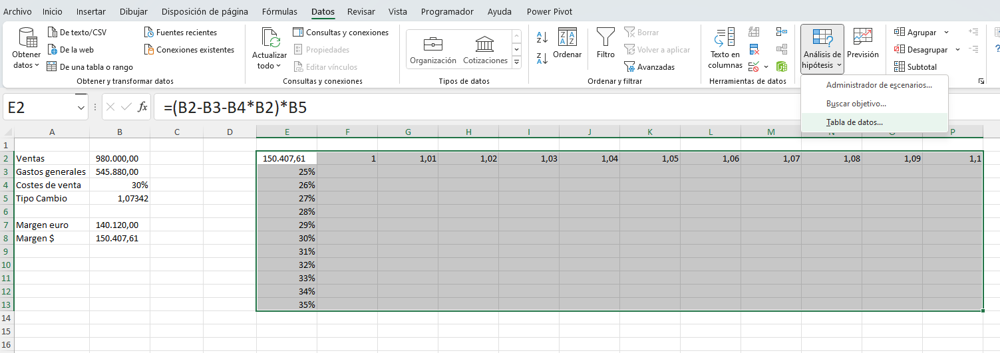 Archivo Inicio Insertar Dibujar Disposición de página Fórmulas Datos Revisar Vista Programador Ayuda Power Pivot
Obtener datos
De texto/CSV
De la web
De una tabla o rango
Fuentes recientes
Conexiones existentes
Obtener y transformar datos
Actualizar todo
Consultas y conexiones
Propiedades
Editar vínculos
Consultas y conexiones
Organización Cotizaciones
Tipos de datos
Ordenar
Filtro
Borrar
Volver a aplicar
Avanzadas
Ordenar y filtrar
Texto en columnas
Herramientas de datos
Análisis de hipótesis
Previsión
Agrupar
Desagrupar
Subtotal
Administrador de escenarios...
Buscar objetivo...
Tabla de datos...
E2 fx =(B2-B3-B4*B2)*B5
A B C D E F G H I J K L M N O P
1
2 Ventas 980.000,00 150.407,61 1 1,01 1,02 1,03 1,04 1,05 1,06 1,07 1,08 1,09 1,1
3 Gastos generales 545.880,00 25%
4 Costes de venta 30% 26%
5 Tipo Cambio 1,07342 27%
6 28%
7 Margen euro 140.120,00 29%
8 Margen $ 150.407,61 30%
9 31%
10 32%
11 33%
12 34%
13 35%
14
15
16